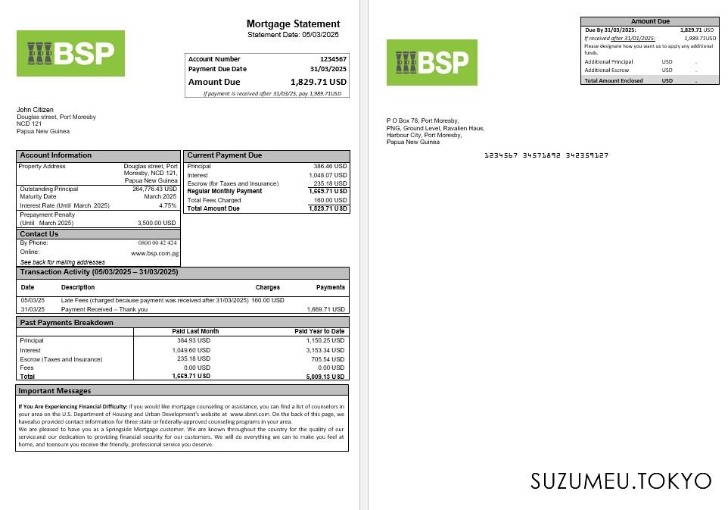 BSP
Mortgage Statement
Statement Date: 05/03/2025
Account Number 1234567
Payment Due Date 31/03/2025
Amount Due 1,829.71 USD
If payment is received after 31/03/25, pay 1,989.71USD
John Citizen
Douglas street, Port Moresby
NCD 121
Papua New Guinea
Account Information
Property Address Douglas street, Port
Moresby, NCD 121,
Papua New Guinea
Outstanding Principal 264,776.43 USD
Maturity Date March 2025
Interest Rate (Until March 2025) 4.75%
Prepayment Penalty
(Until March 2025) 3,500.00 USD
Contact Us
By Phone: 0800 00 42 424
Online: www.bsp.com.pg
See back for mailing addresses
Current Payment Due
Principal 386.46 USD
Interest 1,048.07 USD
Escrow (for Taxes and Insurance) 235.18 USD
Regular Monthly Payment 1,669.71 USD
Total Fees Charged 160.00 USD
Total Amount Due 1,829.71 USD
Transaction Activity (05/03/2025 – 31/03/2025)
Date Description Charges Payments
05/03/25 Late Fees (charged because payment was received after 31/03/2025) 160.00 USD
31/03/25 Payment Received – Thank you 1,669.71 USD
Past Payments Breakdown
Paid Last Month Paid Year to Date
Principal 384.93 USD 1,150.25 USD
Interest 1,049.60 USD 3,153.34 USD
Escrow (Taxes and Insurance) 235.18 USD 705.54 USD
Fees 0.00 USD 0.00 USD
Total 1,669.71 USD 5,009.13 USD
Important Messages
If You Are Experiencing Financial Difficulty: If you would like mortgage counseling or assistance, you can find a list of counselors in
your area on the U.S. Department of Housing and Urban Development's website at www.sbnri.com. On the back of this page, we
havealso provided contact information for three state or federally-approved counseling programs in your area.
We are pleased to have you as a Springside Mortgage customer. We are known throughout the country for the quality of our
serviceand our dedication to providing financial security for our customers. We will do everything we can to make you feel at
home, and toensure you receive the friendly, professional service you deserve.
BSP
Amount Due
Due By 31/03/2025: 1,829.71 USD
If received after 31/03/2025: 1,989.71USD
Please designate how you want us to apply any additional
funds.
Additional Principal USD .
Additional Escrow USD .
Total Amount Enclosed USD .
P O Box 78, Port Moresby,
PNG, Ground Level, Ravalien Haus,
Harbour City, Port Moresby,
Papua New Guinea
1234567 34571892 342359127
SUZUMEU.TOKYO